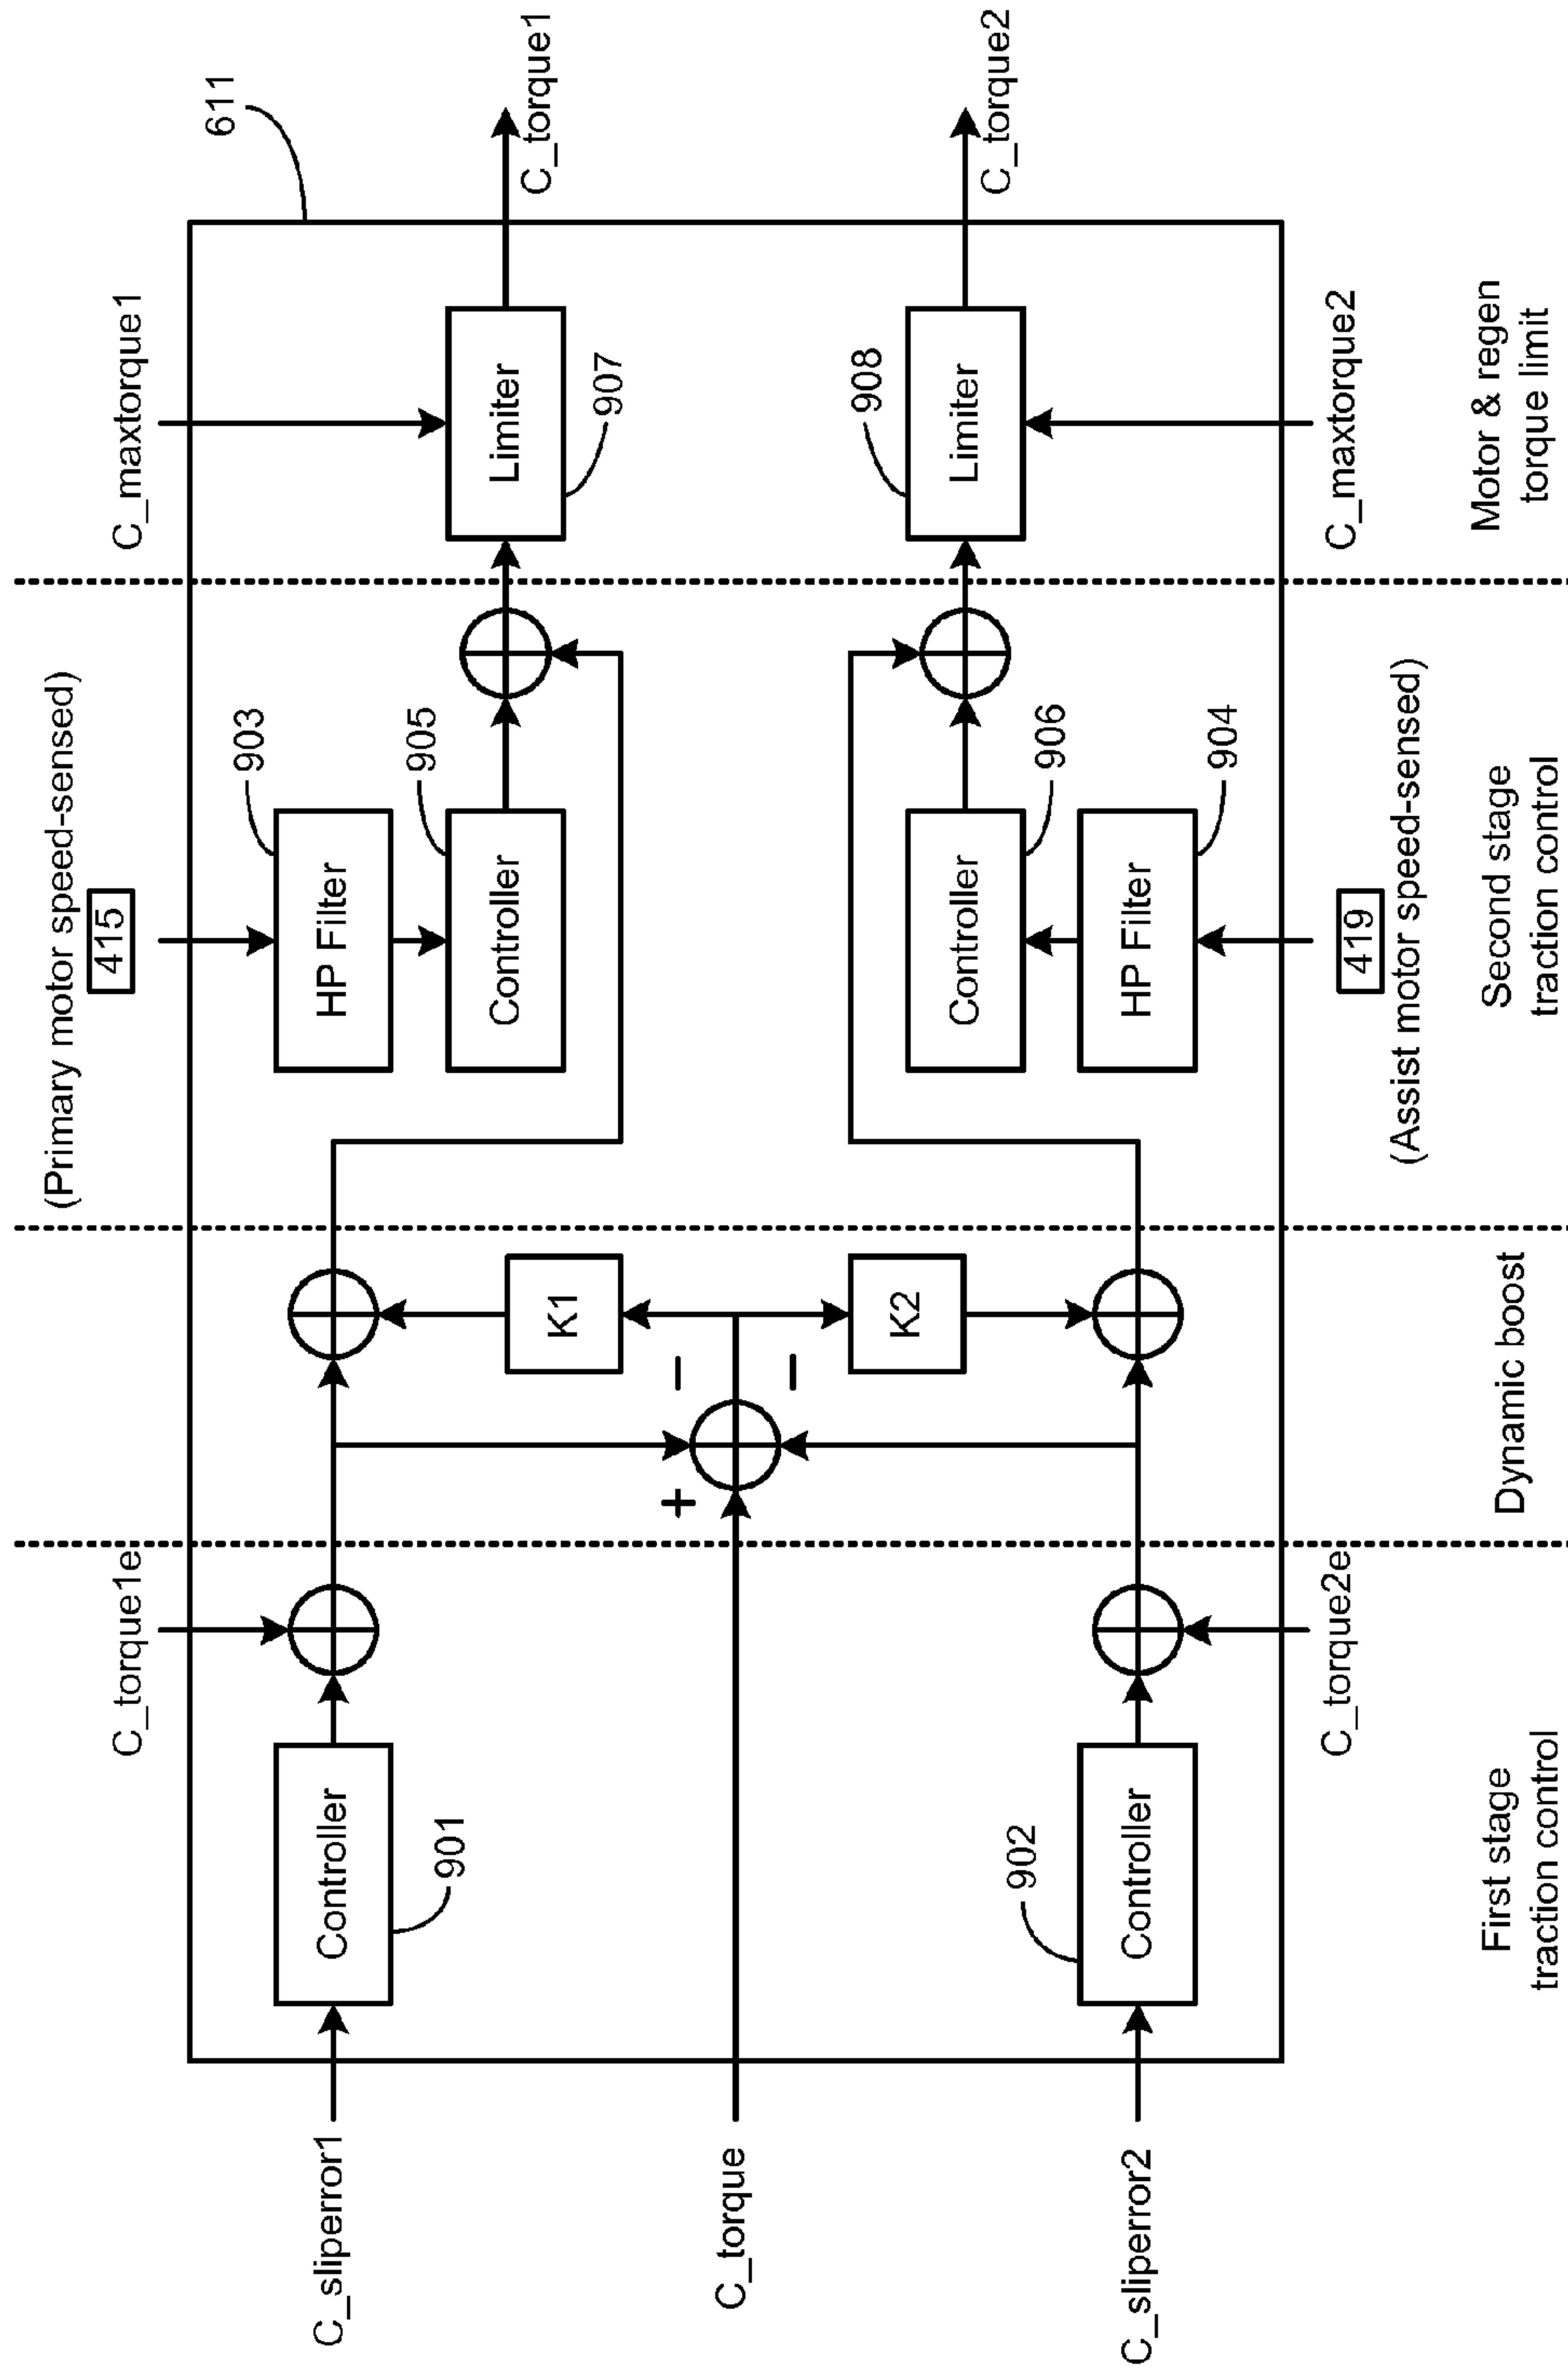 (Primary motor speed-sensed)
415
C_torque1e
C_maxtorque1
611
903
HP Filter
C_sliperror1
Controller
901
905
Controller
Limiter
907
C_torque1
K1
+
−
C_torque
−
K2
908
Limiter
C_torque2
Controller
906
902
C_sliperror2
Controller
HP Filter
904
C_torque2e
419
(Assist motor speed-sensed)
C_maxtorque2
First stage
traction control
Dynamic boost
Second stage
traction control
Motor & regen
torque limit